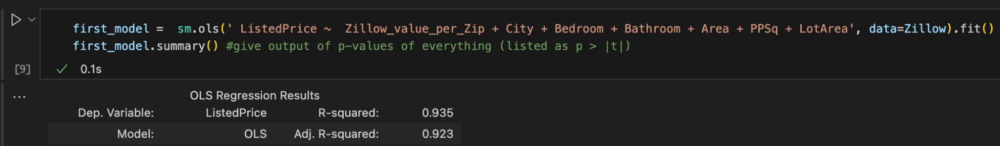 first_model =  sm.ols(' ListedPrice ~  Zillow_value_per_Zip + City + Bedroom + Bathroom + Area + PPSq + LotArea', data=Zillow).fit()
first_model.summary() #give output of p-values of everything (listed as p > |t|)
[9] ✓ 0.1s
... OLS Regression Results
Dep. Variable: ListedPrice R-squared: 0.935
Model: OLS Adj. R-squared: 0.923